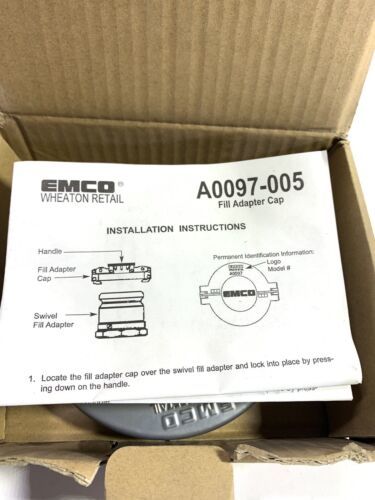 EMCO®
WHEATON RETAIL
A0097-005
Fill Adapter Cap
INSTALLATION INSTRUCTIONS
Handle
Fill Adapter
Cap
Swivel
Fill Adapter
Permanent Identification Information:
Logo
Model #
A0097
EMCO
1. Locate the fill adapter cap over the swivel fill adapter and lock into place by press-
ing down on the handle.
EMCO